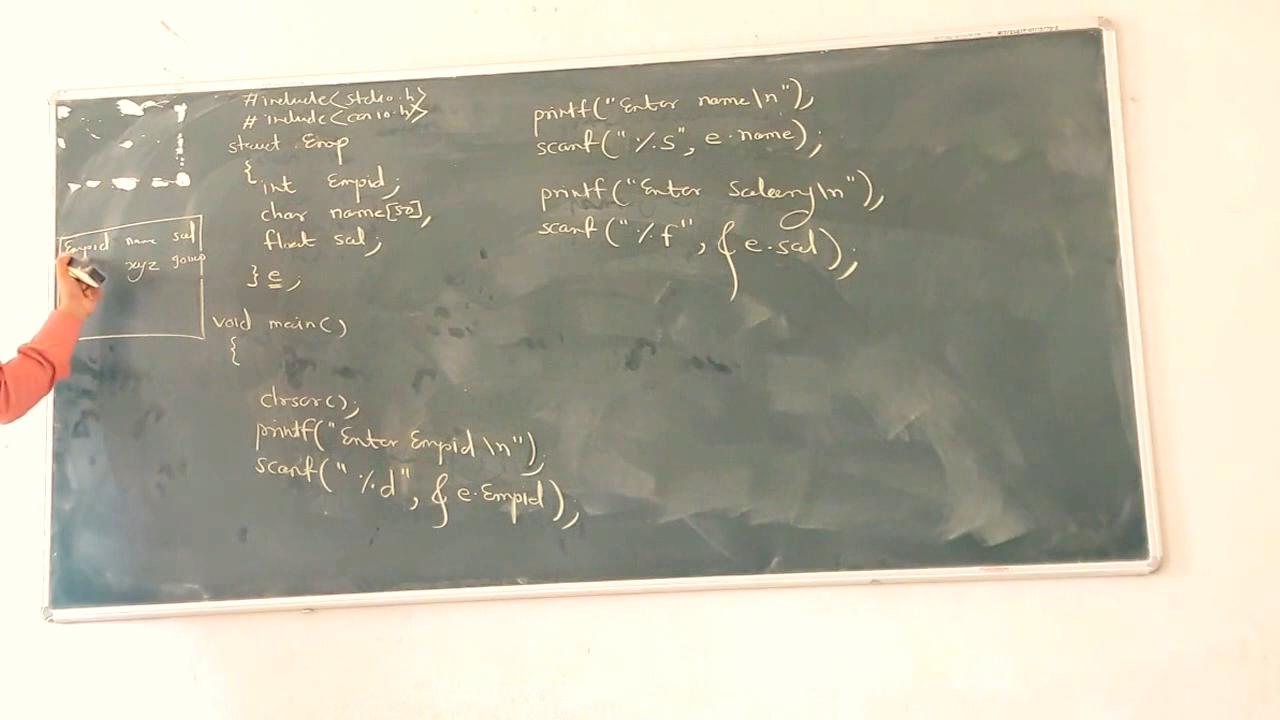 #include<stdio.h>
# include<conio.h>
struct Emp
{
int Empid;
char name[50],
float sal;
} e;
void main()
{
clrscr();
printf("Enter Empid \n"),
scanf("%d", & e.Empid);
printf("Enter name\n"),
scanf("%s", e.name);
printf("Enter Salary\n"),
scanf("%f", & e.sal);
Empid name sal
xyz